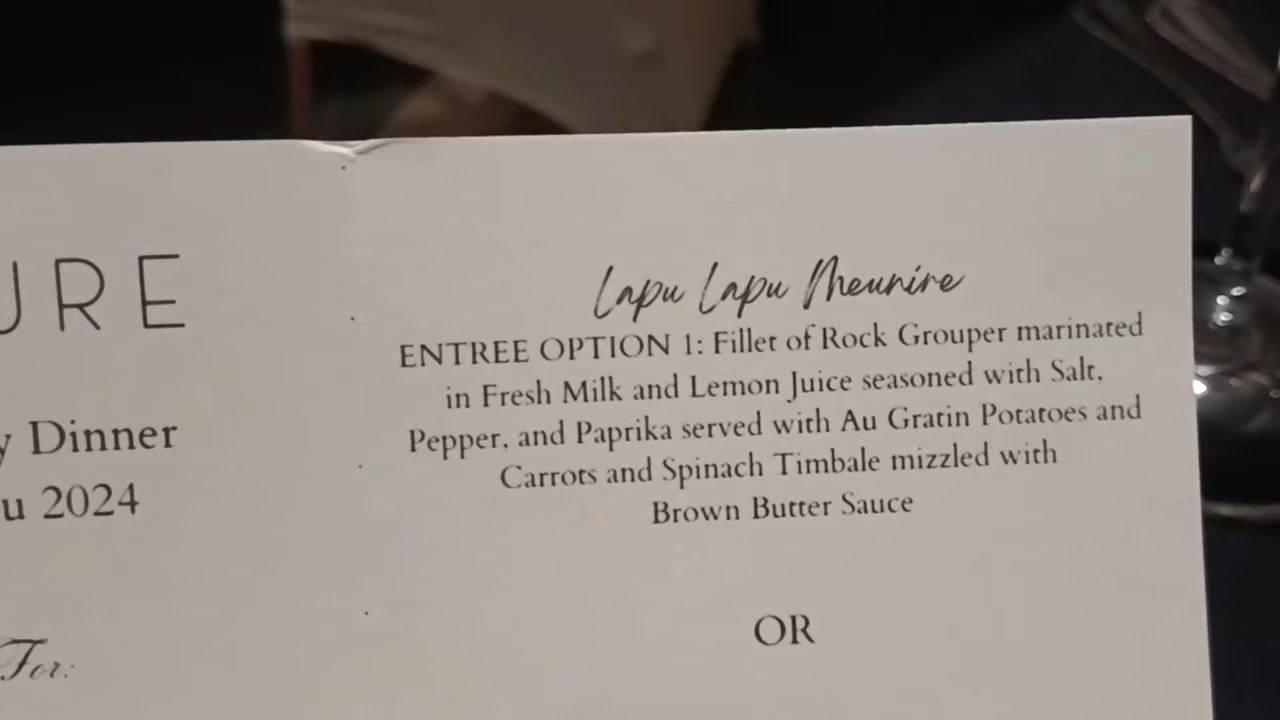 URE
Dinner
u 2024
For:
Lapu Lapu Meunire
ENTREE OPTION 1: Fillet of Rock Grouper marinated
in Fresh Milk and Lemon Juice seasoned with Salt,
Pepper, and Paprika served with Au Gratin Potatoes and
Carrots and Spinach Timbale mizzled with
Brown Butter Sauce
OR